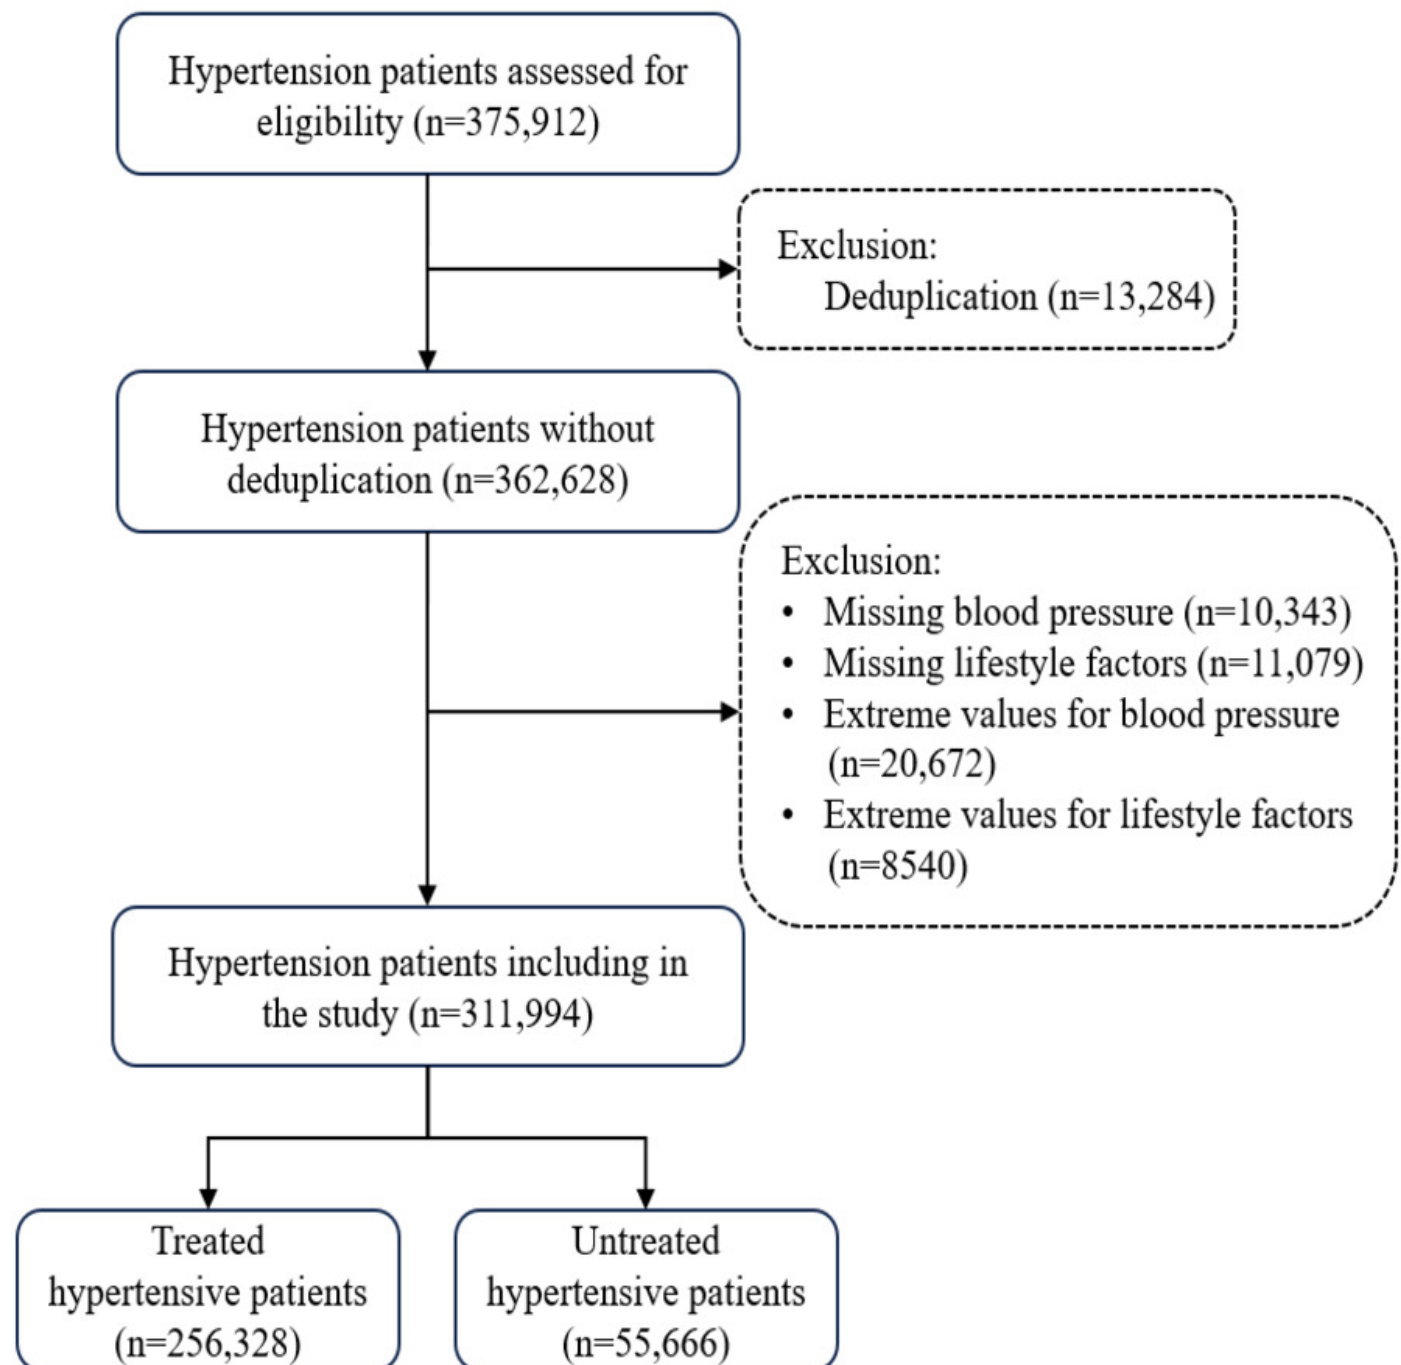 Hypertension patients assessed for
eligibility (n=375,912)
Exclusion:
Deduplication (n=13,284)
Hypertension patients without
deduplication (n=362,628)
Exclusion:
• Missing blood pressure (n=10,343)
• Missing lifestyle factors (n=11,079)
• Extreme values for blood pressure
(n=20,672)
• Extreme values for lifestyle factors
(n=8540)
Hypertension patients including in
the study (n=311,994)
Treated
hypertensive patients
(n=256,328)
Untreated
hypertensive patients
(n=55,666)